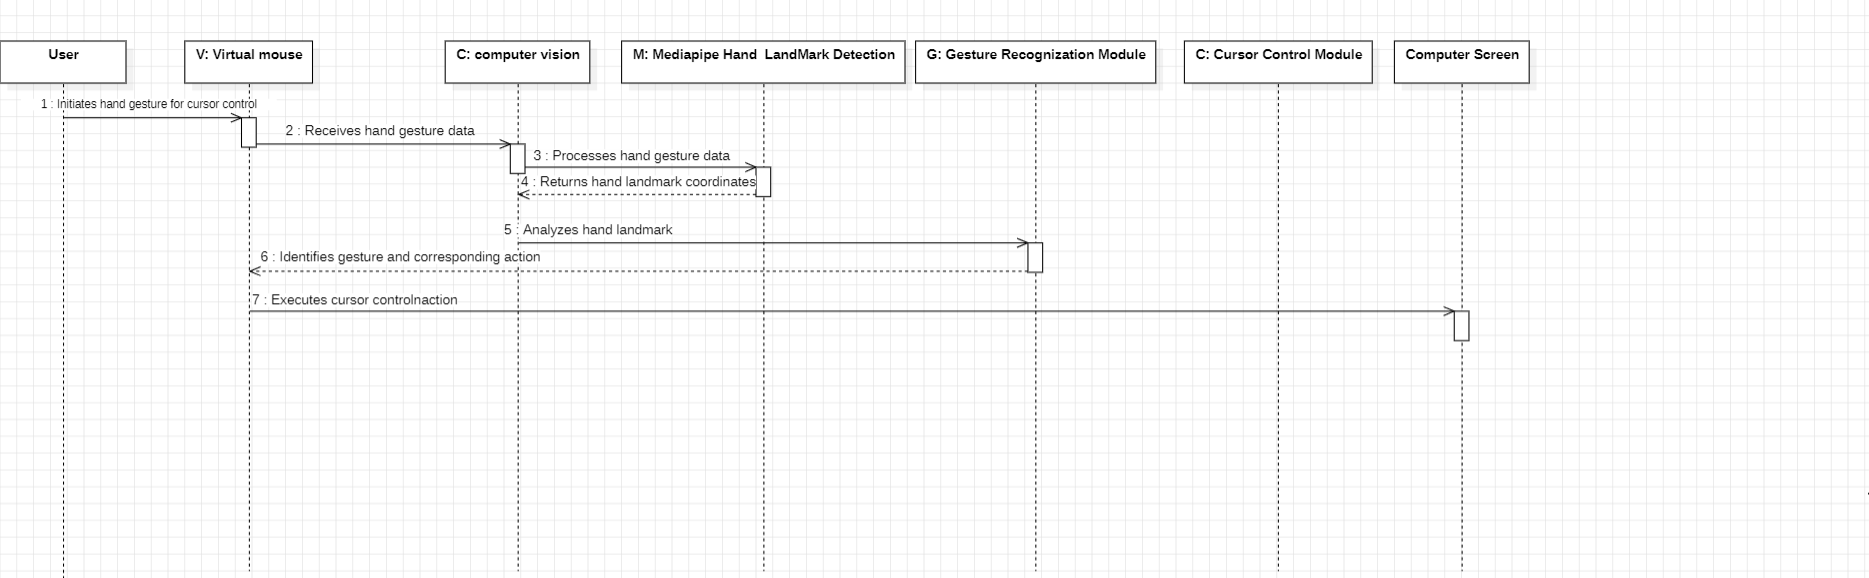 User
V: Virtual mouse
C: computer vision
M: Mediapipe Hand  LandMark Detection
G: Gesture Recognization Module
C: Cursor Control Module
Computer Screen
1 : Initiates hand gesture for cursor control
2 : Receives hand gesture data
3 : Processes hand gesture data
4 : Returns hand landmark coordinates
5 : Analyzes hand landmark
6 : Identifies gesture and corresponding action
7 : Executes cursor controlnaction